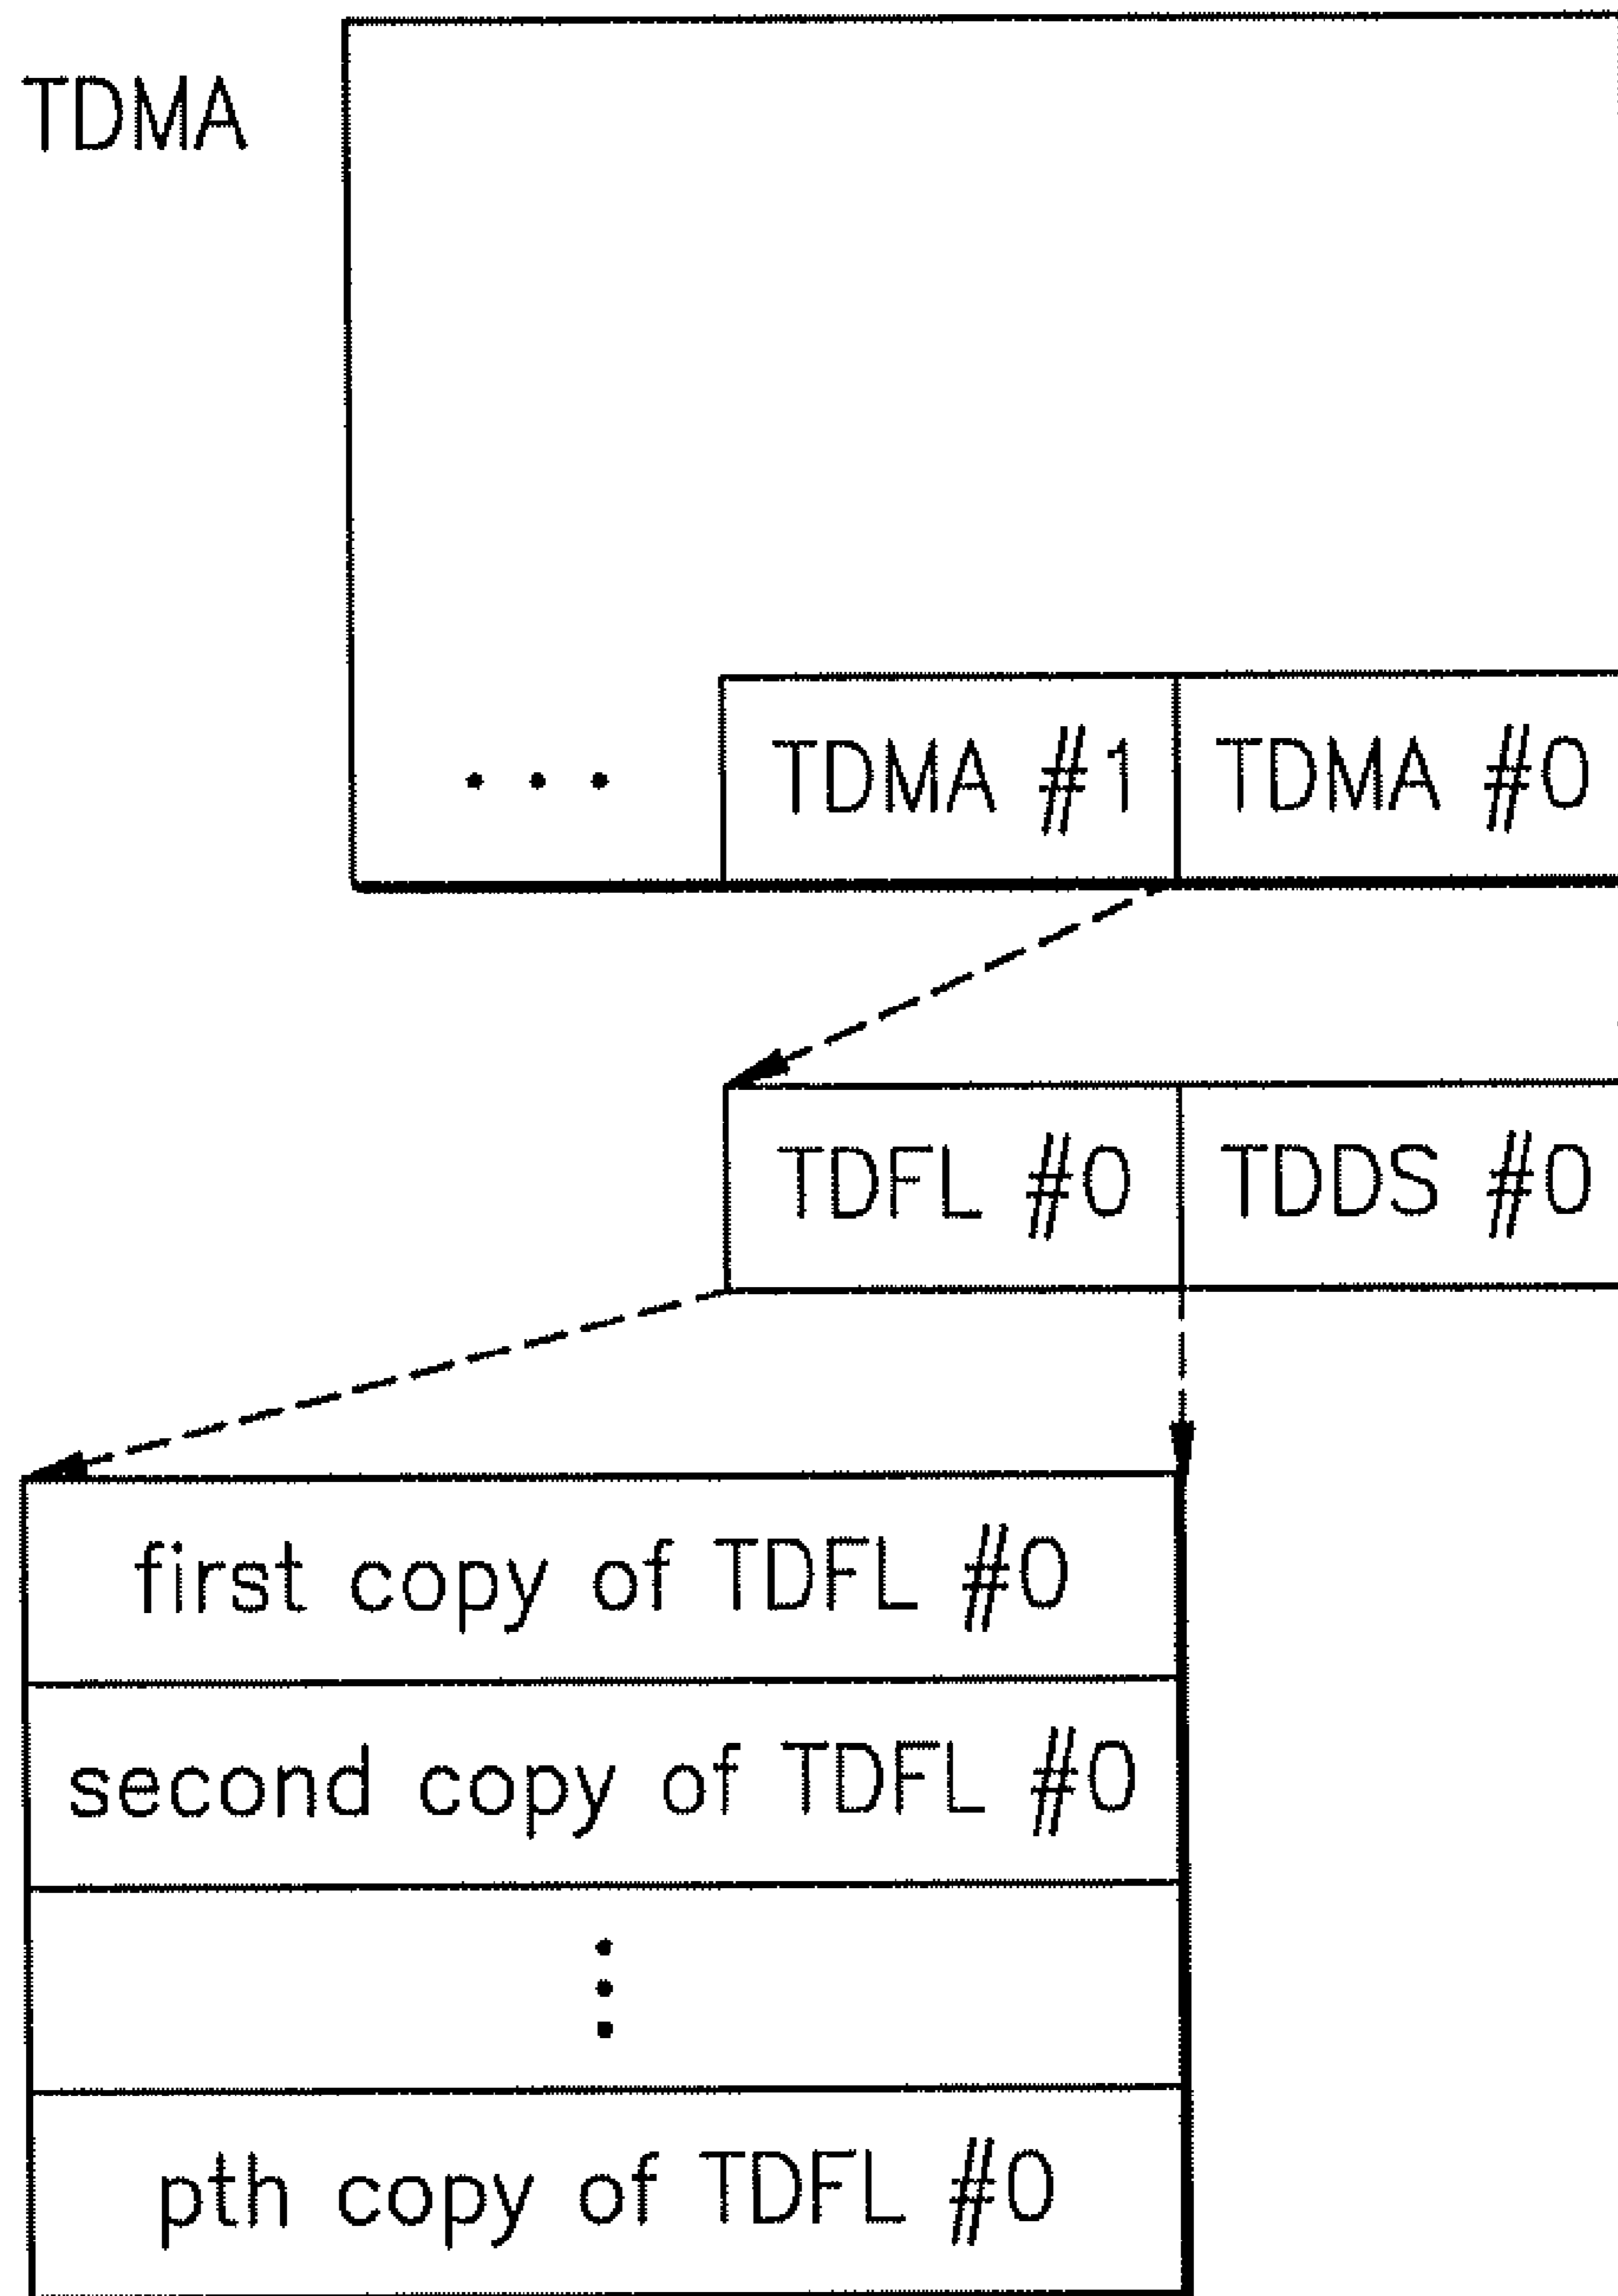 TDMA
... TDMA #1 TDMA #0
TDFL #0 TDDS #0
first copy of TDFL #0
second copy of TDFL #0
pth copy of TDFL #0